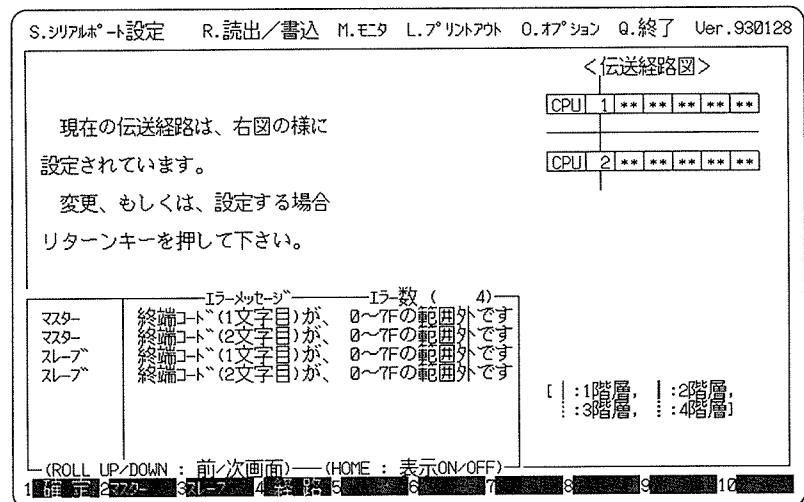 S.シリアルポート設定 R.読出／書込 M.モニタ L.プリントアウト O.オプション Q.終了 Ver.930128
＜伝送経路図＞
CPU 1 ** ** ** ** **
現在の伝送経路は、右図の様に
設定されています。
CPU 2 ** ** ** ** **
変更、もしくは、設定する場合
リターンキーを押して下さい。
エラーメッセージ エラー数 ( 4)
マスター 終端コード(1文字目)が、 0～7Fの範囲外です
マスター 終端コード(2文字目)が、 0～7Fの範囲外です
スレーブ 終端コード(1文字目)が、 0～7Fの範囲外です
スレーブ 終端コード(2文字目)が、 0～7Fの範囲外です
[ ｜:1階層, ｜:2階層,
┊:3階層, ┊:4階層]
(ROLL UP/DOWN : 前/次画面) (HOME : 表示ON/OFF)
1 確 定 2マスター 3スレーブ 4 経 路 5 6 7 8 9 10